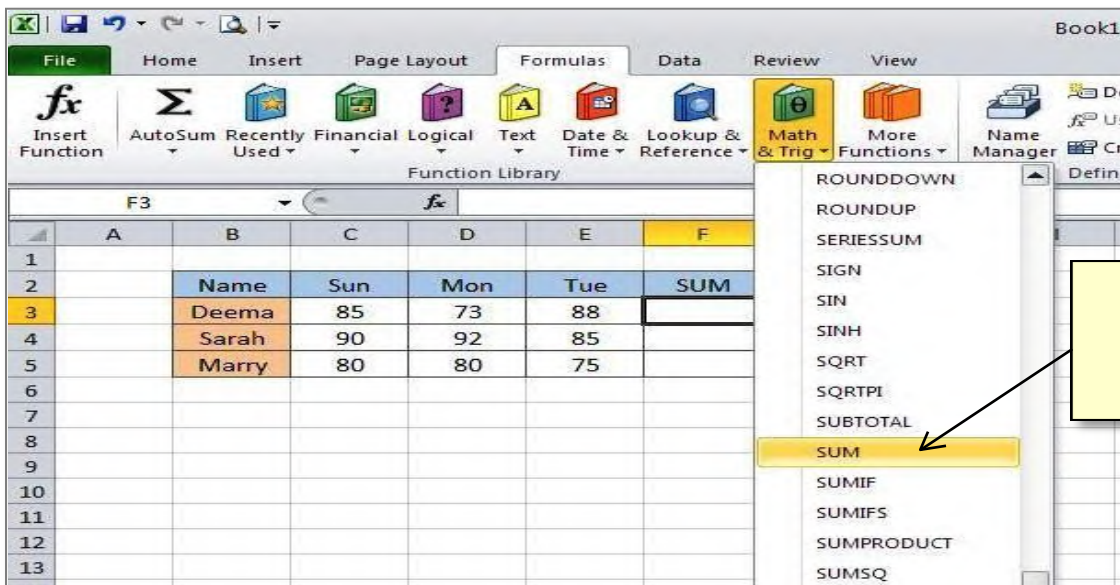 Book1
File Home Insert Page Layout Formulas Data Review View
fx Σ ? A θ
Insert Function AutoSum Recently Used Financial Logical Text Date & Time Lookup & Reference Math & Trig More Functions Name Manager
Function Library Defin
F3 fx
A B C D E F
1
2 Name Sun Mon Tue SUM
3 Deema 85 73 88
4 Sarah 90 92 85
5 Marry 80 80 75
6
7
8
9
10
11
12
13
ROUNDDOWN
ROUNDUP
SERIESSUM
SIGN
SIN
SINH
SQRT
SQRTPI
SUBTOTAL
SUM
SUMIF
SUMIFS
SUMPRODUCT
SUMSQ